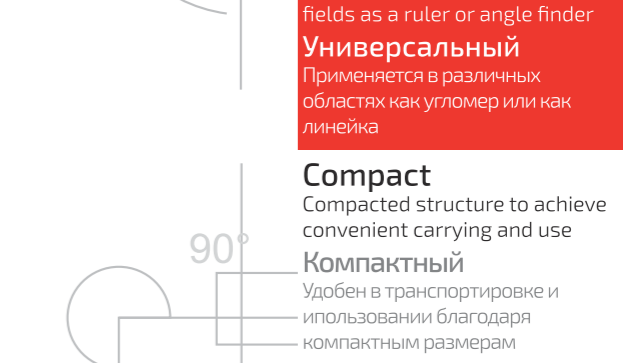 fields as a ruler or angle finder
Универсальный
Применяется в различных
областях как угломер или как
линейка
Compact
Compacted structure to achieve
convenient carrying and use
90°
Компактный
Удобен в транспортировке и
ипользовании благодаря
компактным размерам